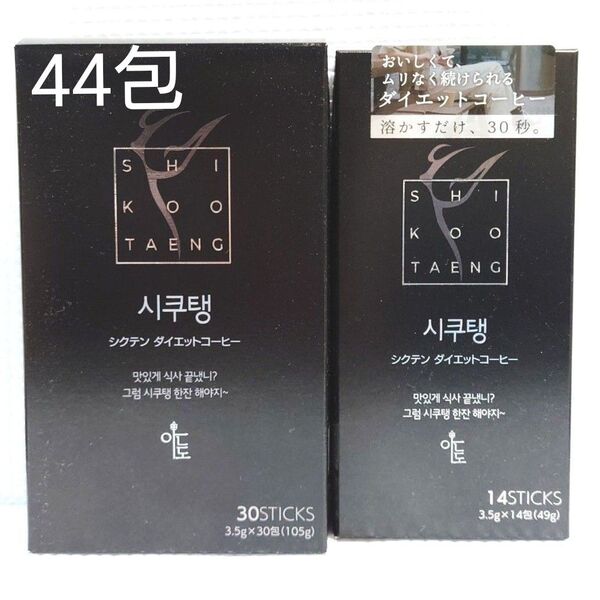 44包
SHI
KOO
TAENG
시쿠탱
シクテン ダイエットコーヒー
맛있게 식사 끝냈니?
그럼 시쿠탱 한잔 해야지~
30STICKS
3.5g×30包(105g)
おいしくて、
ムリなく続けられる
ダイエットコーヒー
溶かすだけ、30秒。
SHI
KOO
TAENG
시쿠탱
シクテン ダイエットコーヒー
맛있게 식사 끝냈니?
그럼 시쿠탱 한잔 해야지~
14STICKS
3.5g×14包(49g)